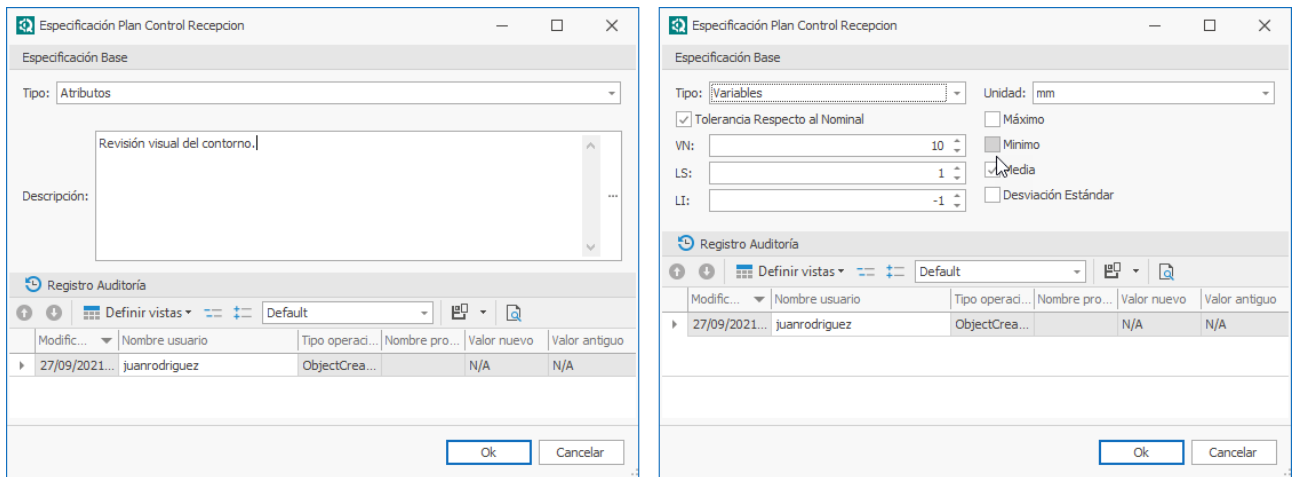 Especificación Plan Control Recepcion
Especificación Base
Tipo: Atributos
Revisión visual del contorno.
Descripción:
...
Registro Auditoría
Definir vistas Default
Modific... Nombre usuario Tipo operaci... Nombre pro... Valor nuevo Valor antiguo
27/09/2021... juanrodriguez ObjectCrea... N/A N/A
Ok Cancelar
Especificación Plan Control Recepcion
Especificación Base
Tipo: Variables Unidad: mm
Tolerancia Respecto al Nominal Máximo
VN: 10 Minimo
LS: 1 Media
LI: -1 Desviación Estándar
Registro Auditoría
Definir vistas Default
Modific... Nombre usuario Tipo operaci... Nombre pro... Valor nuevo Valor antiguo
27/09/2021... juanrodriguez ObjectCrea... N/A N/A
Ok Cancelar